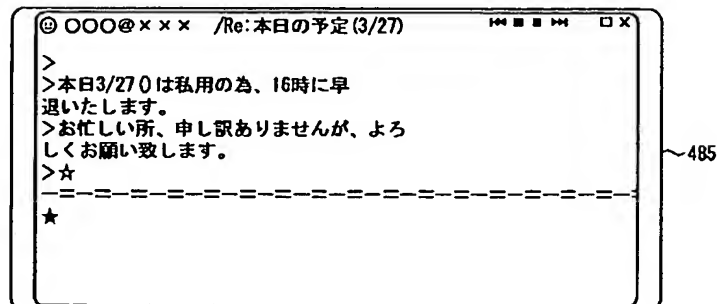 ☺ ○○○@××× /Re:本日の予定(3/27) ⏮ ■ ■ ⏭ □ X
>
>本日3/27()は私用の為、16時に早
退いたします。
>お忙しい所、申し訳ありませんが、よろ
しくお願い致します。
>☆
−=−=−=−=−=−=−=−=−=−=−=−=−=−
★
485